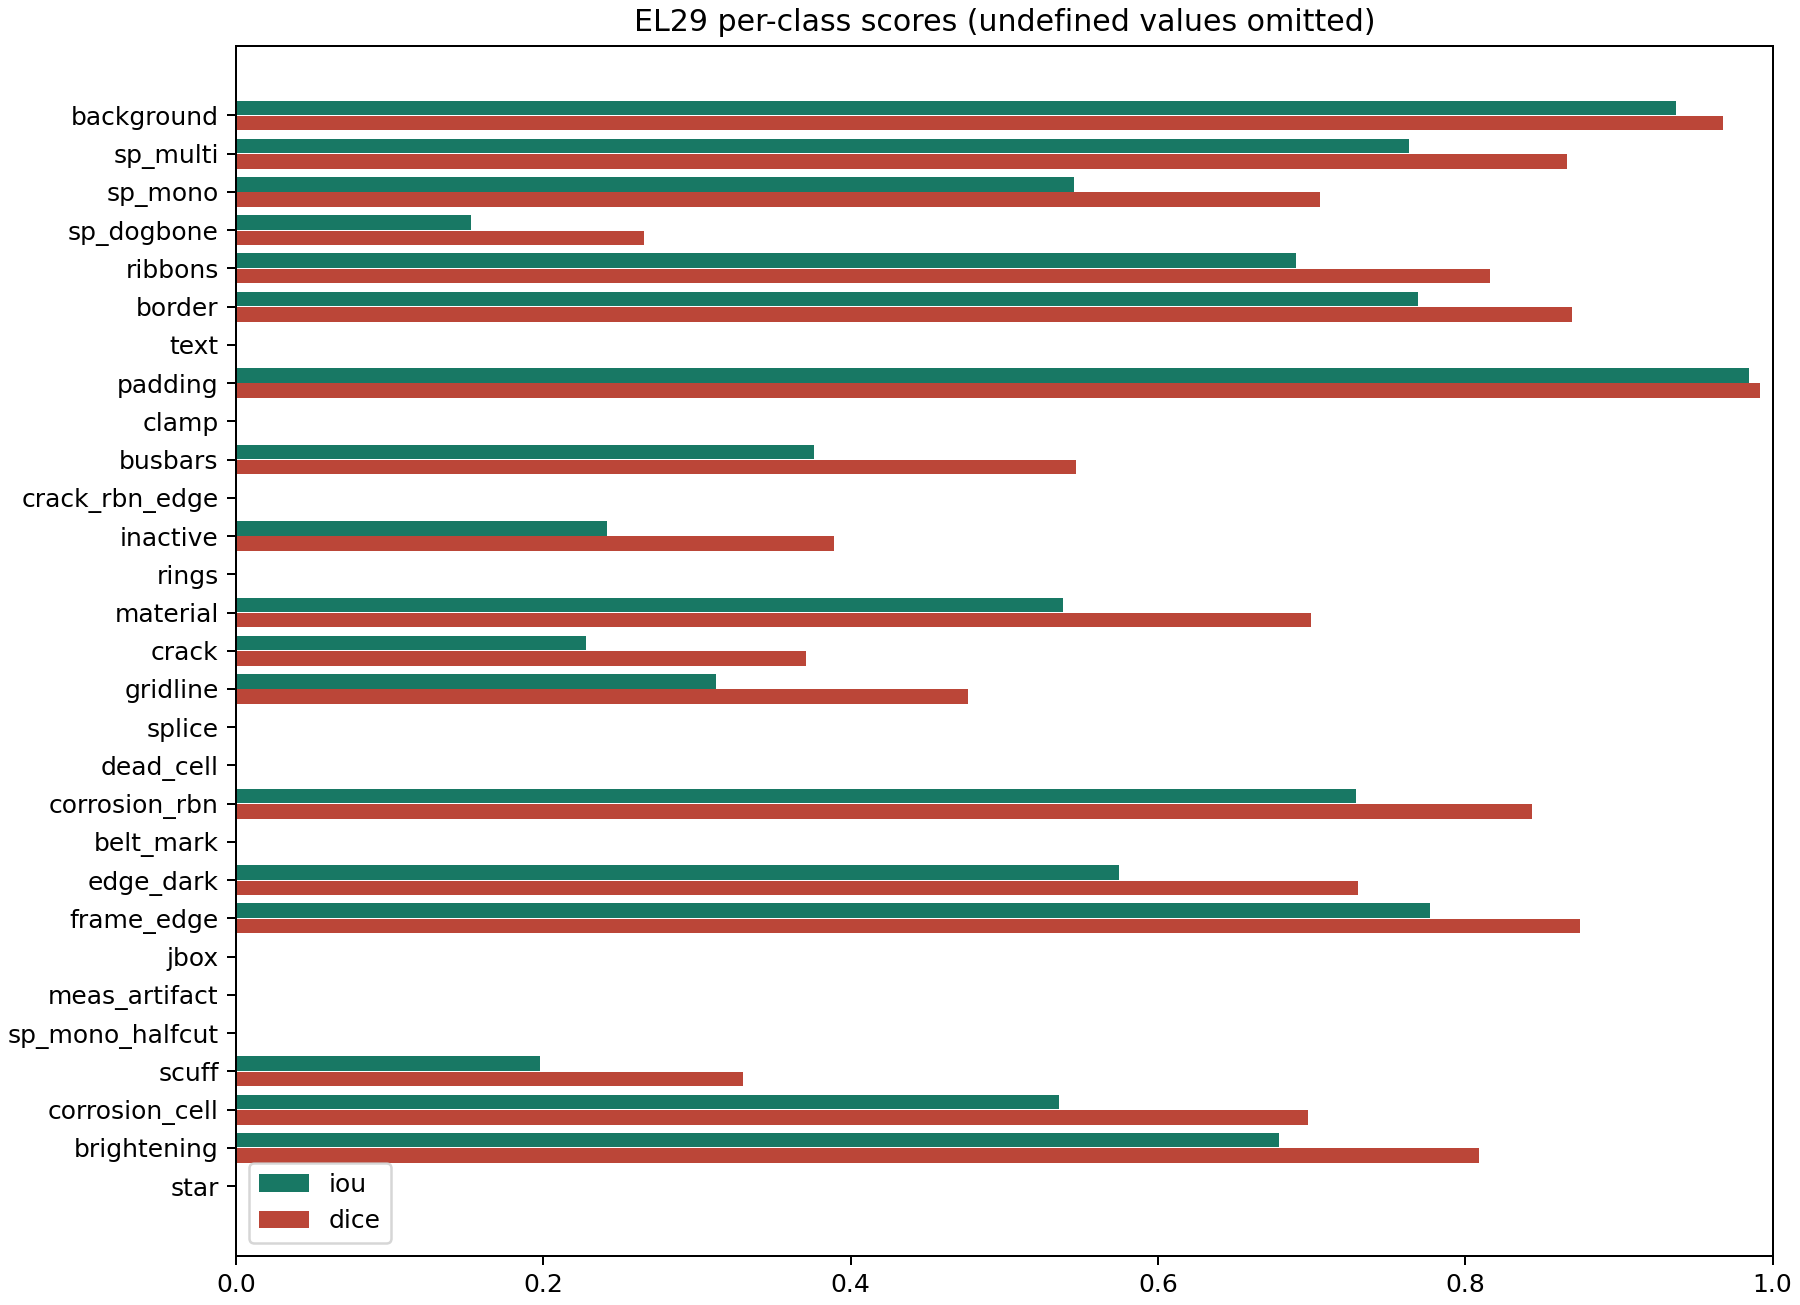 EL29 per-class scores (undefined values omitted)
background
sp_multi
sp_mono
sp_dogbone
ribbons
border
text
padding
clamp
busbars
crack_rbn_edge
inactive
rings
material
crack
gridline
splice
dead_cell
corrosion_rbn
belt_mark
edge_dark
frame_edge
jbox
meas_artifact
sp_mono_halfcut
scuff
corrosion_cell
brightening
star
iou
dice
0.0 0.2 0.4 0.6 0.8 1.0